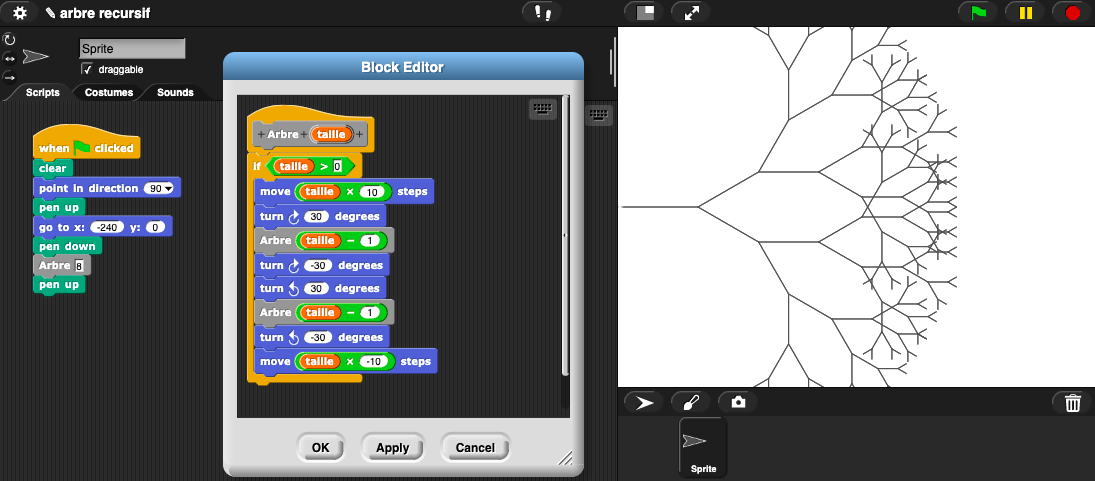 arbre recursif
Sprite
draggable
Scripts Costumes Sounds
when clicked
clear
point in direction 90
pen up
go to x: -240 y: 0
pen down
Arbre 8
pen up
Block Editor
+ Arbre + taille +
if taille > 0
move taille × 10 steps
turn 30 degrees
Arbre taille − 1
turn -30 degrees
turn 30 degrees
Arbre taille − 1
turn -30 degrees
move taille × -10 steps
OK Apply Cancel
Sprite